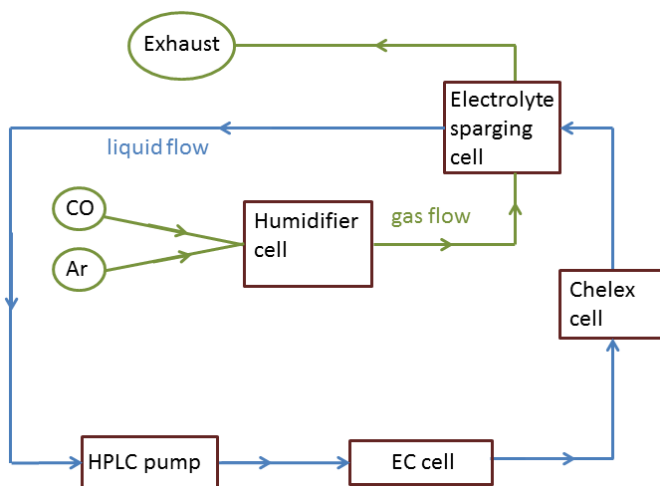 Exhaust
Electrolyte
sparging
cell
liquid flow
CO
Humidifier
cell
gas flow
Ar
Chelex
cell
HPLC pump
EC cell